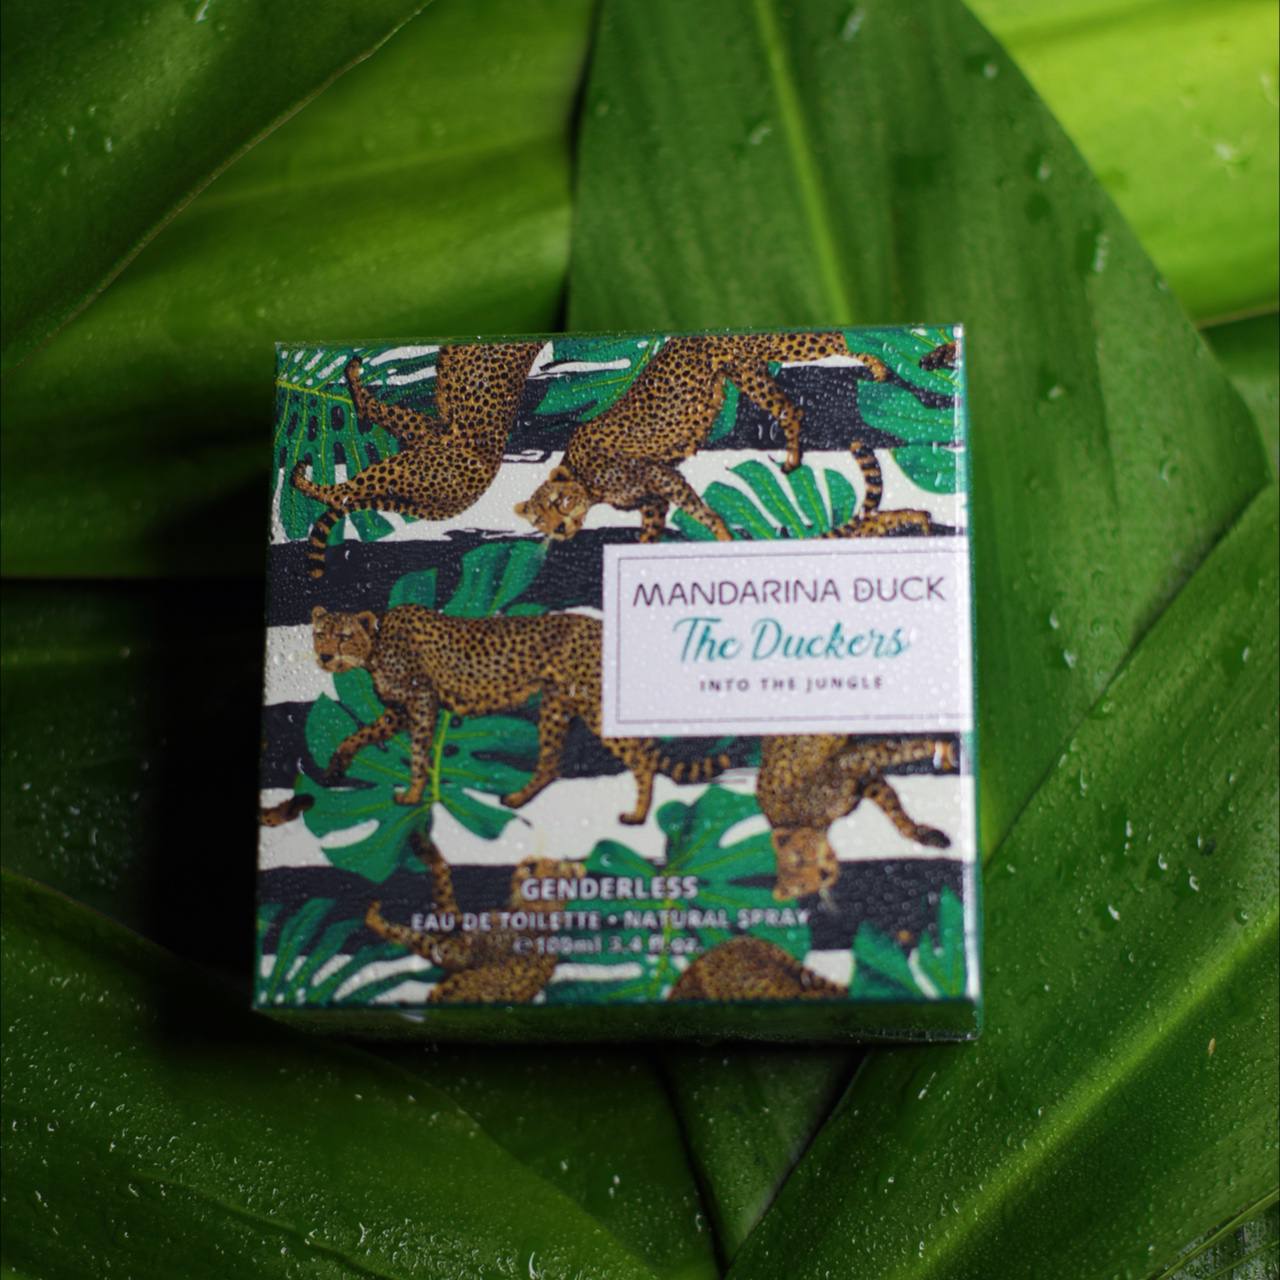 MANDARINA DUCK
The Duckers
INTO THE JUNGLE
GENDERLESS
EAU DE TOILETTE • NATURAL SPRAY
℮100ml 3.4 fl.oz.